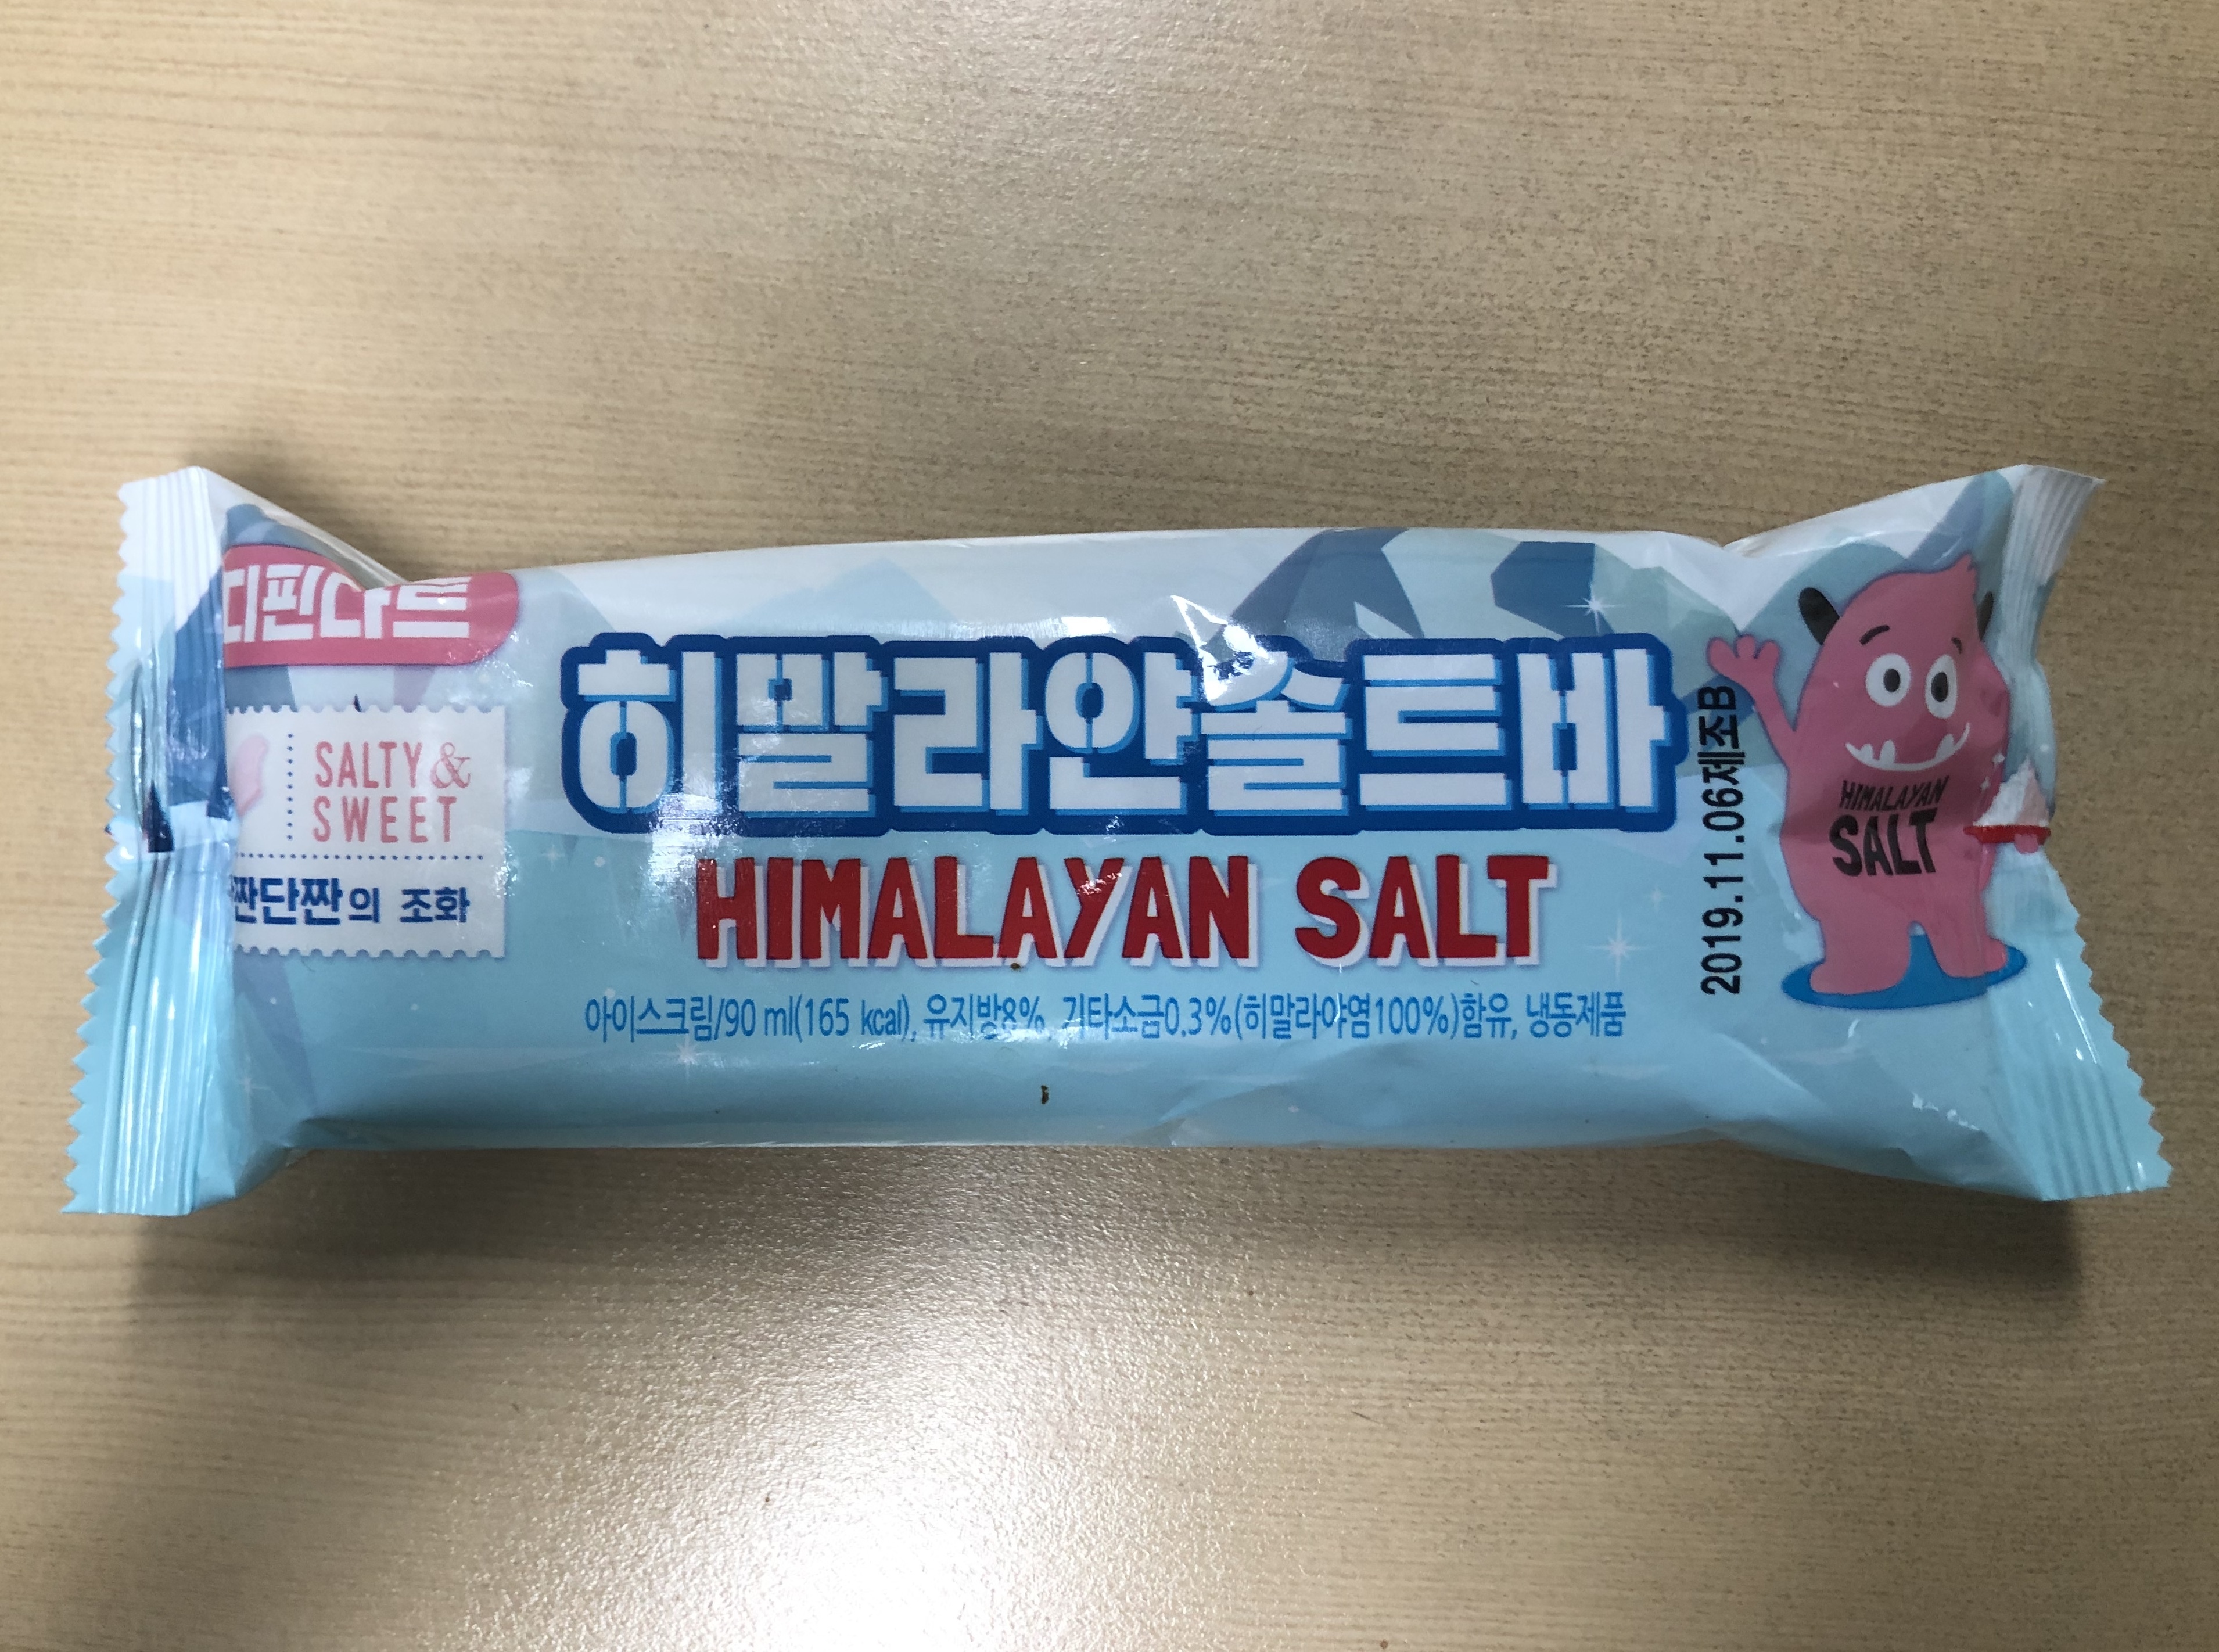 디핀다트
SALTY &
SWEET
짠단짠의 조화
히말라얀솔트바
HIMALAYAN SALT
아이스크림/90 ml(165 kcal), 유지방8%, 기타소금0.3%(히말라야염100%)함유, 냉동제품
2019.11.06제조B
HIMALAYAN
SALT